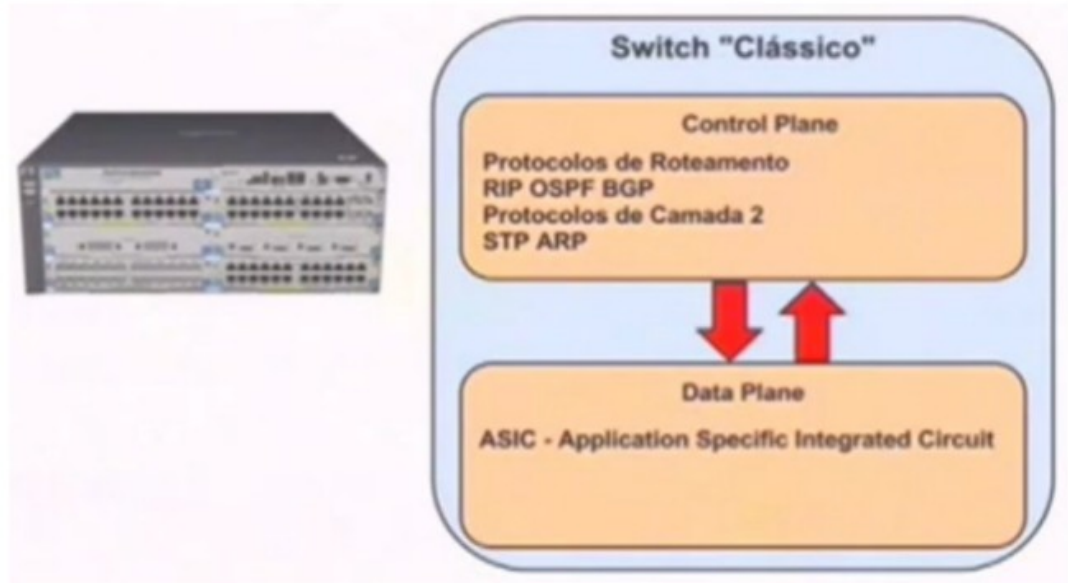 Switch "Clássico"
Control Plane
Protocolos de Roteamento
RIP OSPF BGP
Protocolos de Camada 2
STP ARP
Data Plane
ASIC - Application Specific Integrated Circuit